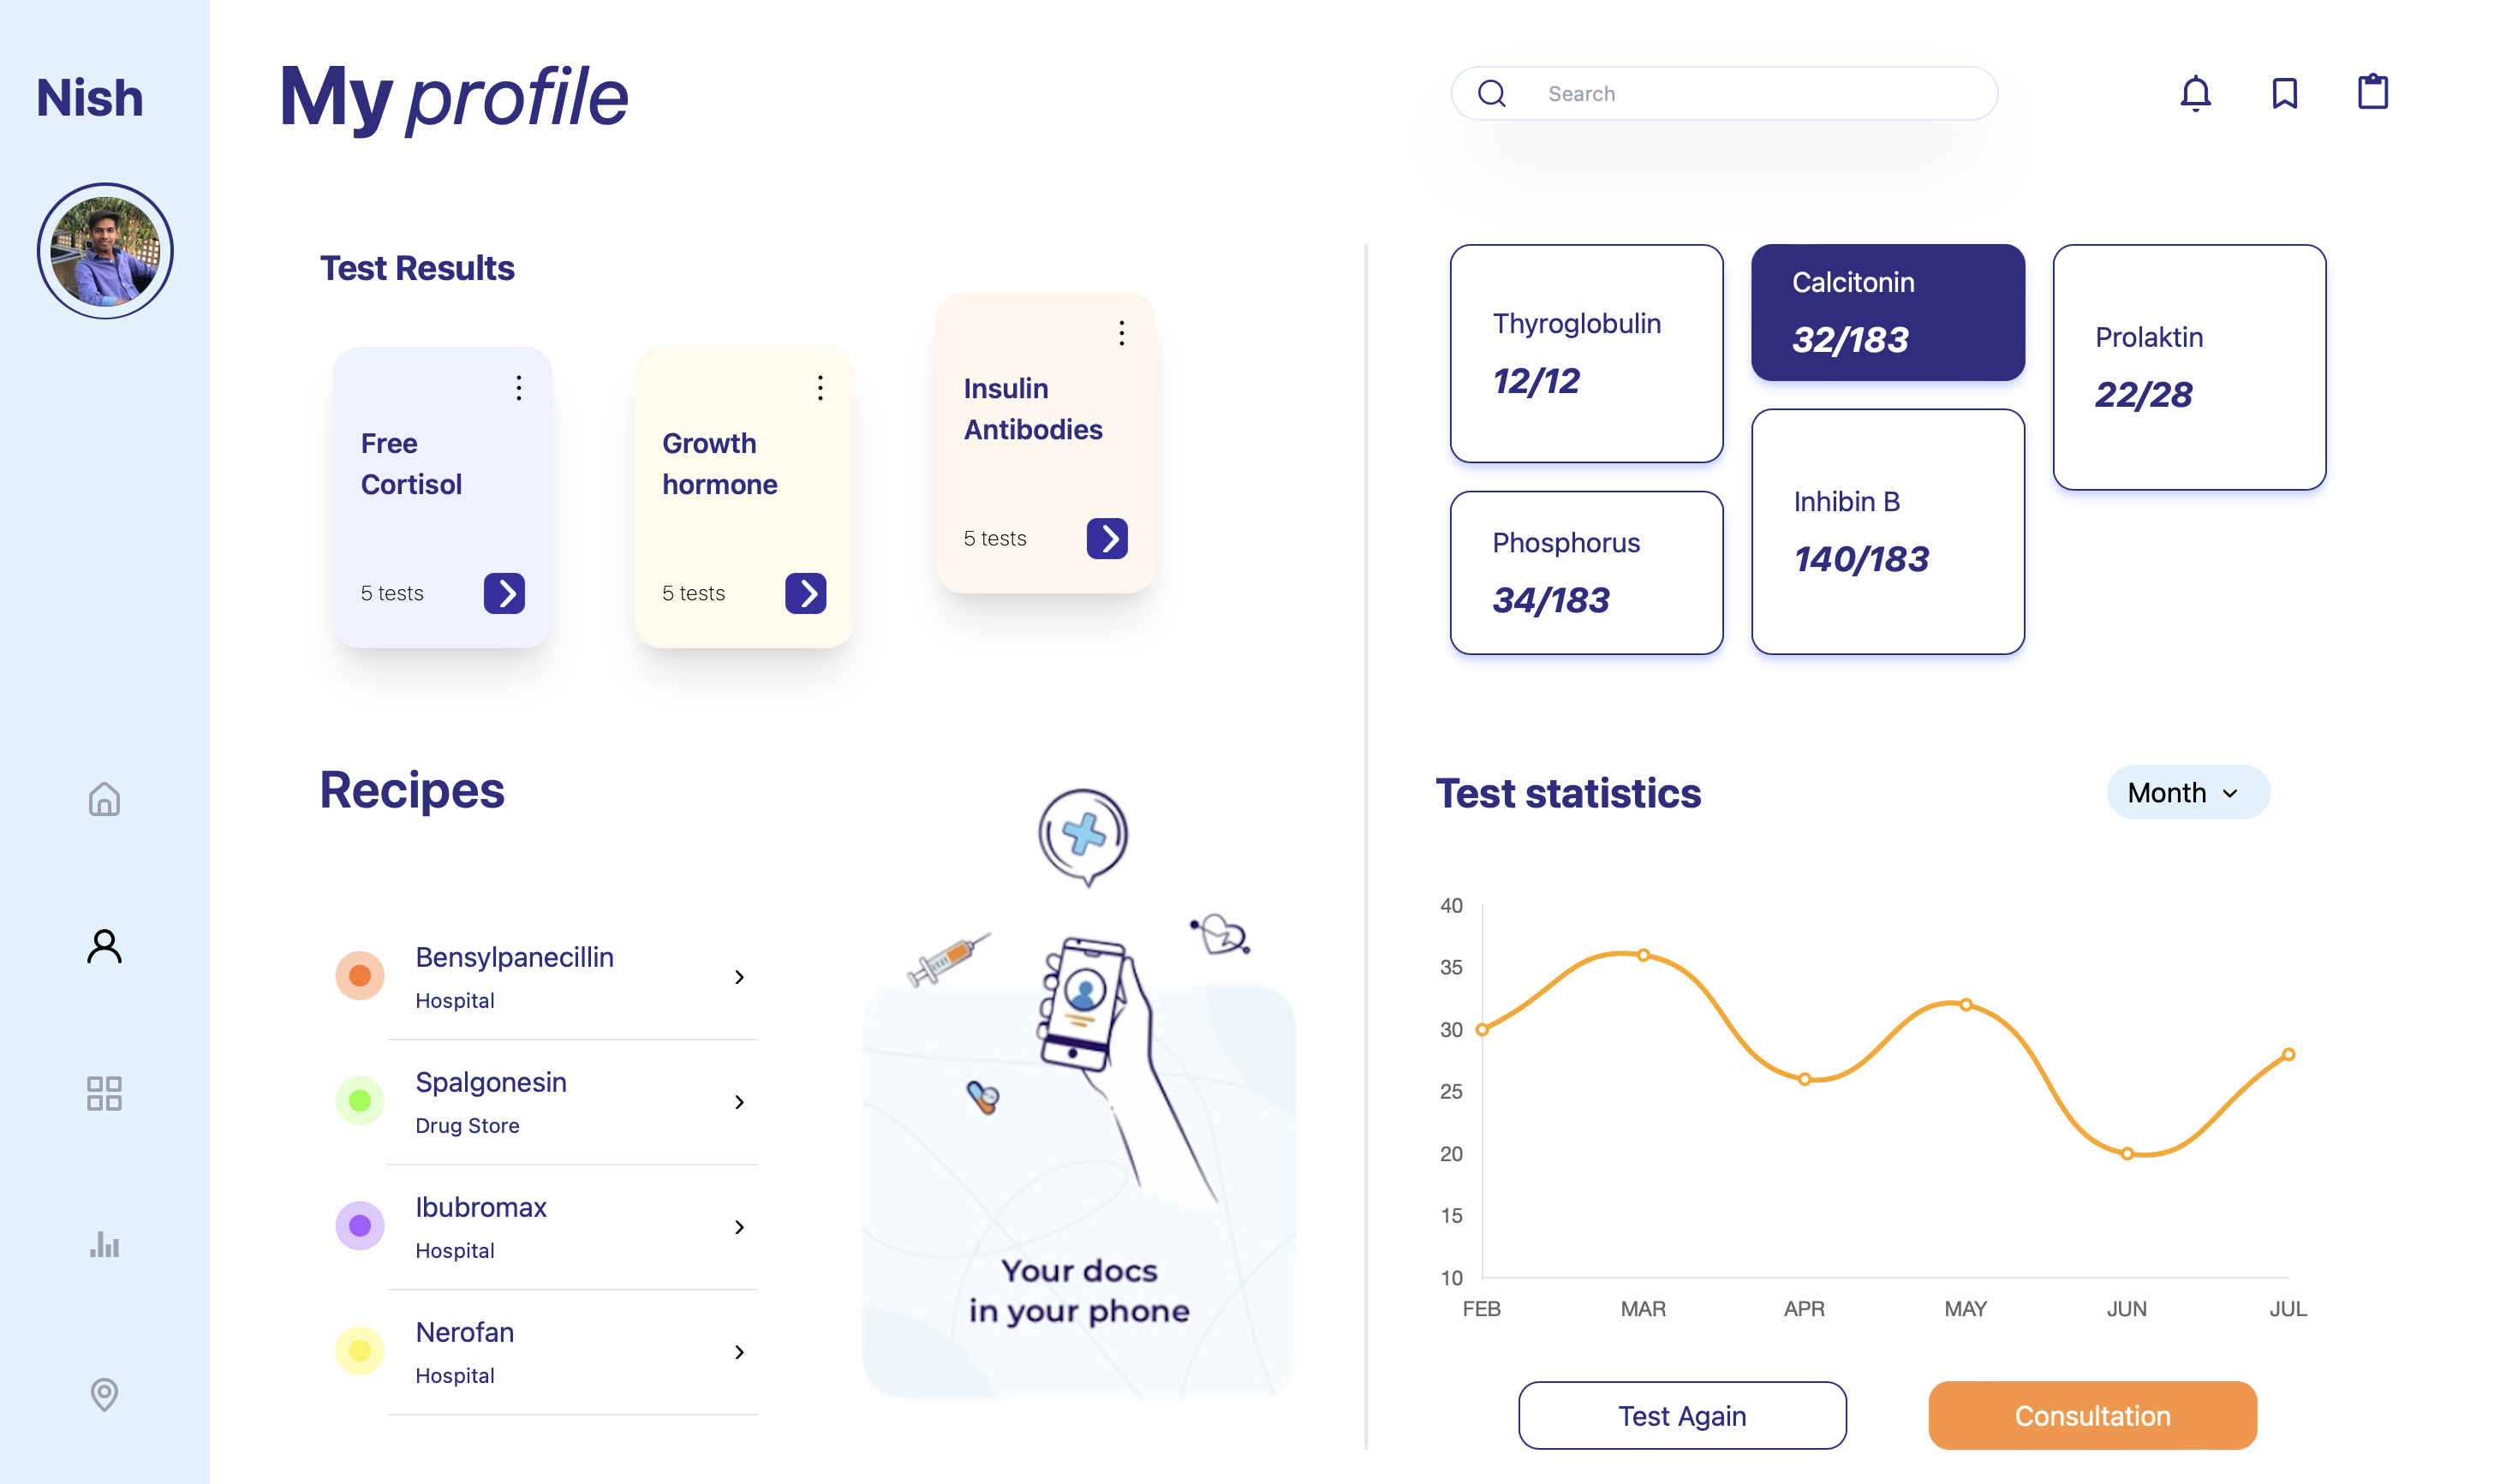 Nish
My profile
Search
Test Results
Free
Cortisol
5 tests
Growth
hormone
5 tests
Insulin
Antibodies
5 tests
Thyroglobulin
12/12
Phosphorus
34/183
Calcitonin
32/183
Inhibin B
140/183
Prolaktin
22/28
Recipes
Bensylpanecillin
Hospital
Spalgonesin
Drug Store
Ibubromax
Hospital
Nerofan
Hospital
Your docs
in your phone
Test statistics
Month
40
35
30
25
20
15
10
FEB MAR APR MAY JUN JUL
Test Again
Consultation